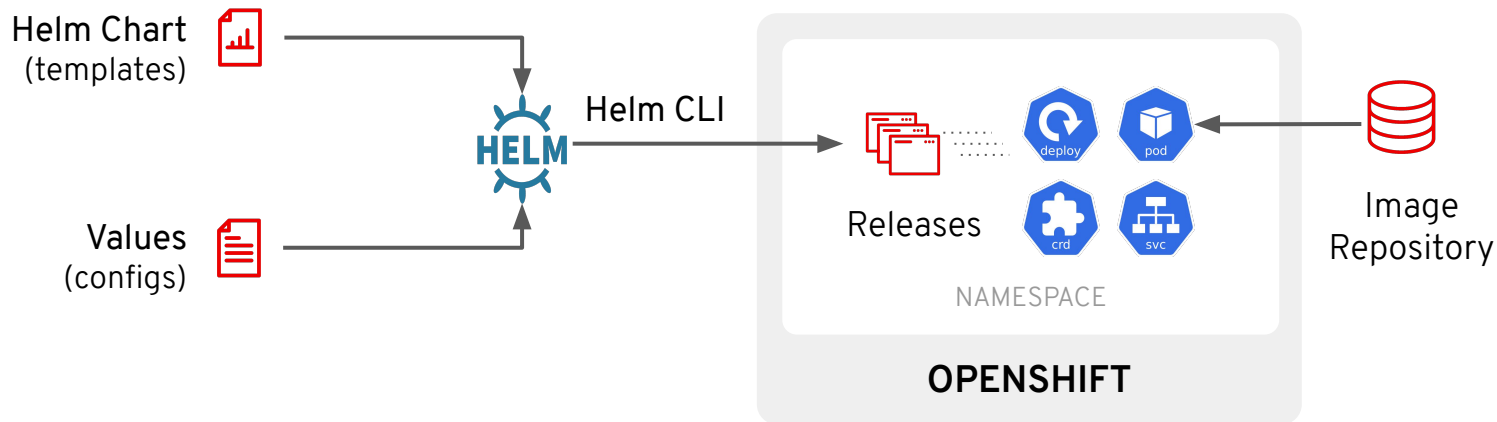 Helm Chart
(templates)
Values
(configs)
HELM
Helm CLI
Releases
deploy
pod
crd
svc
NAMESPACE
OPENSHIFT
Image
Repository